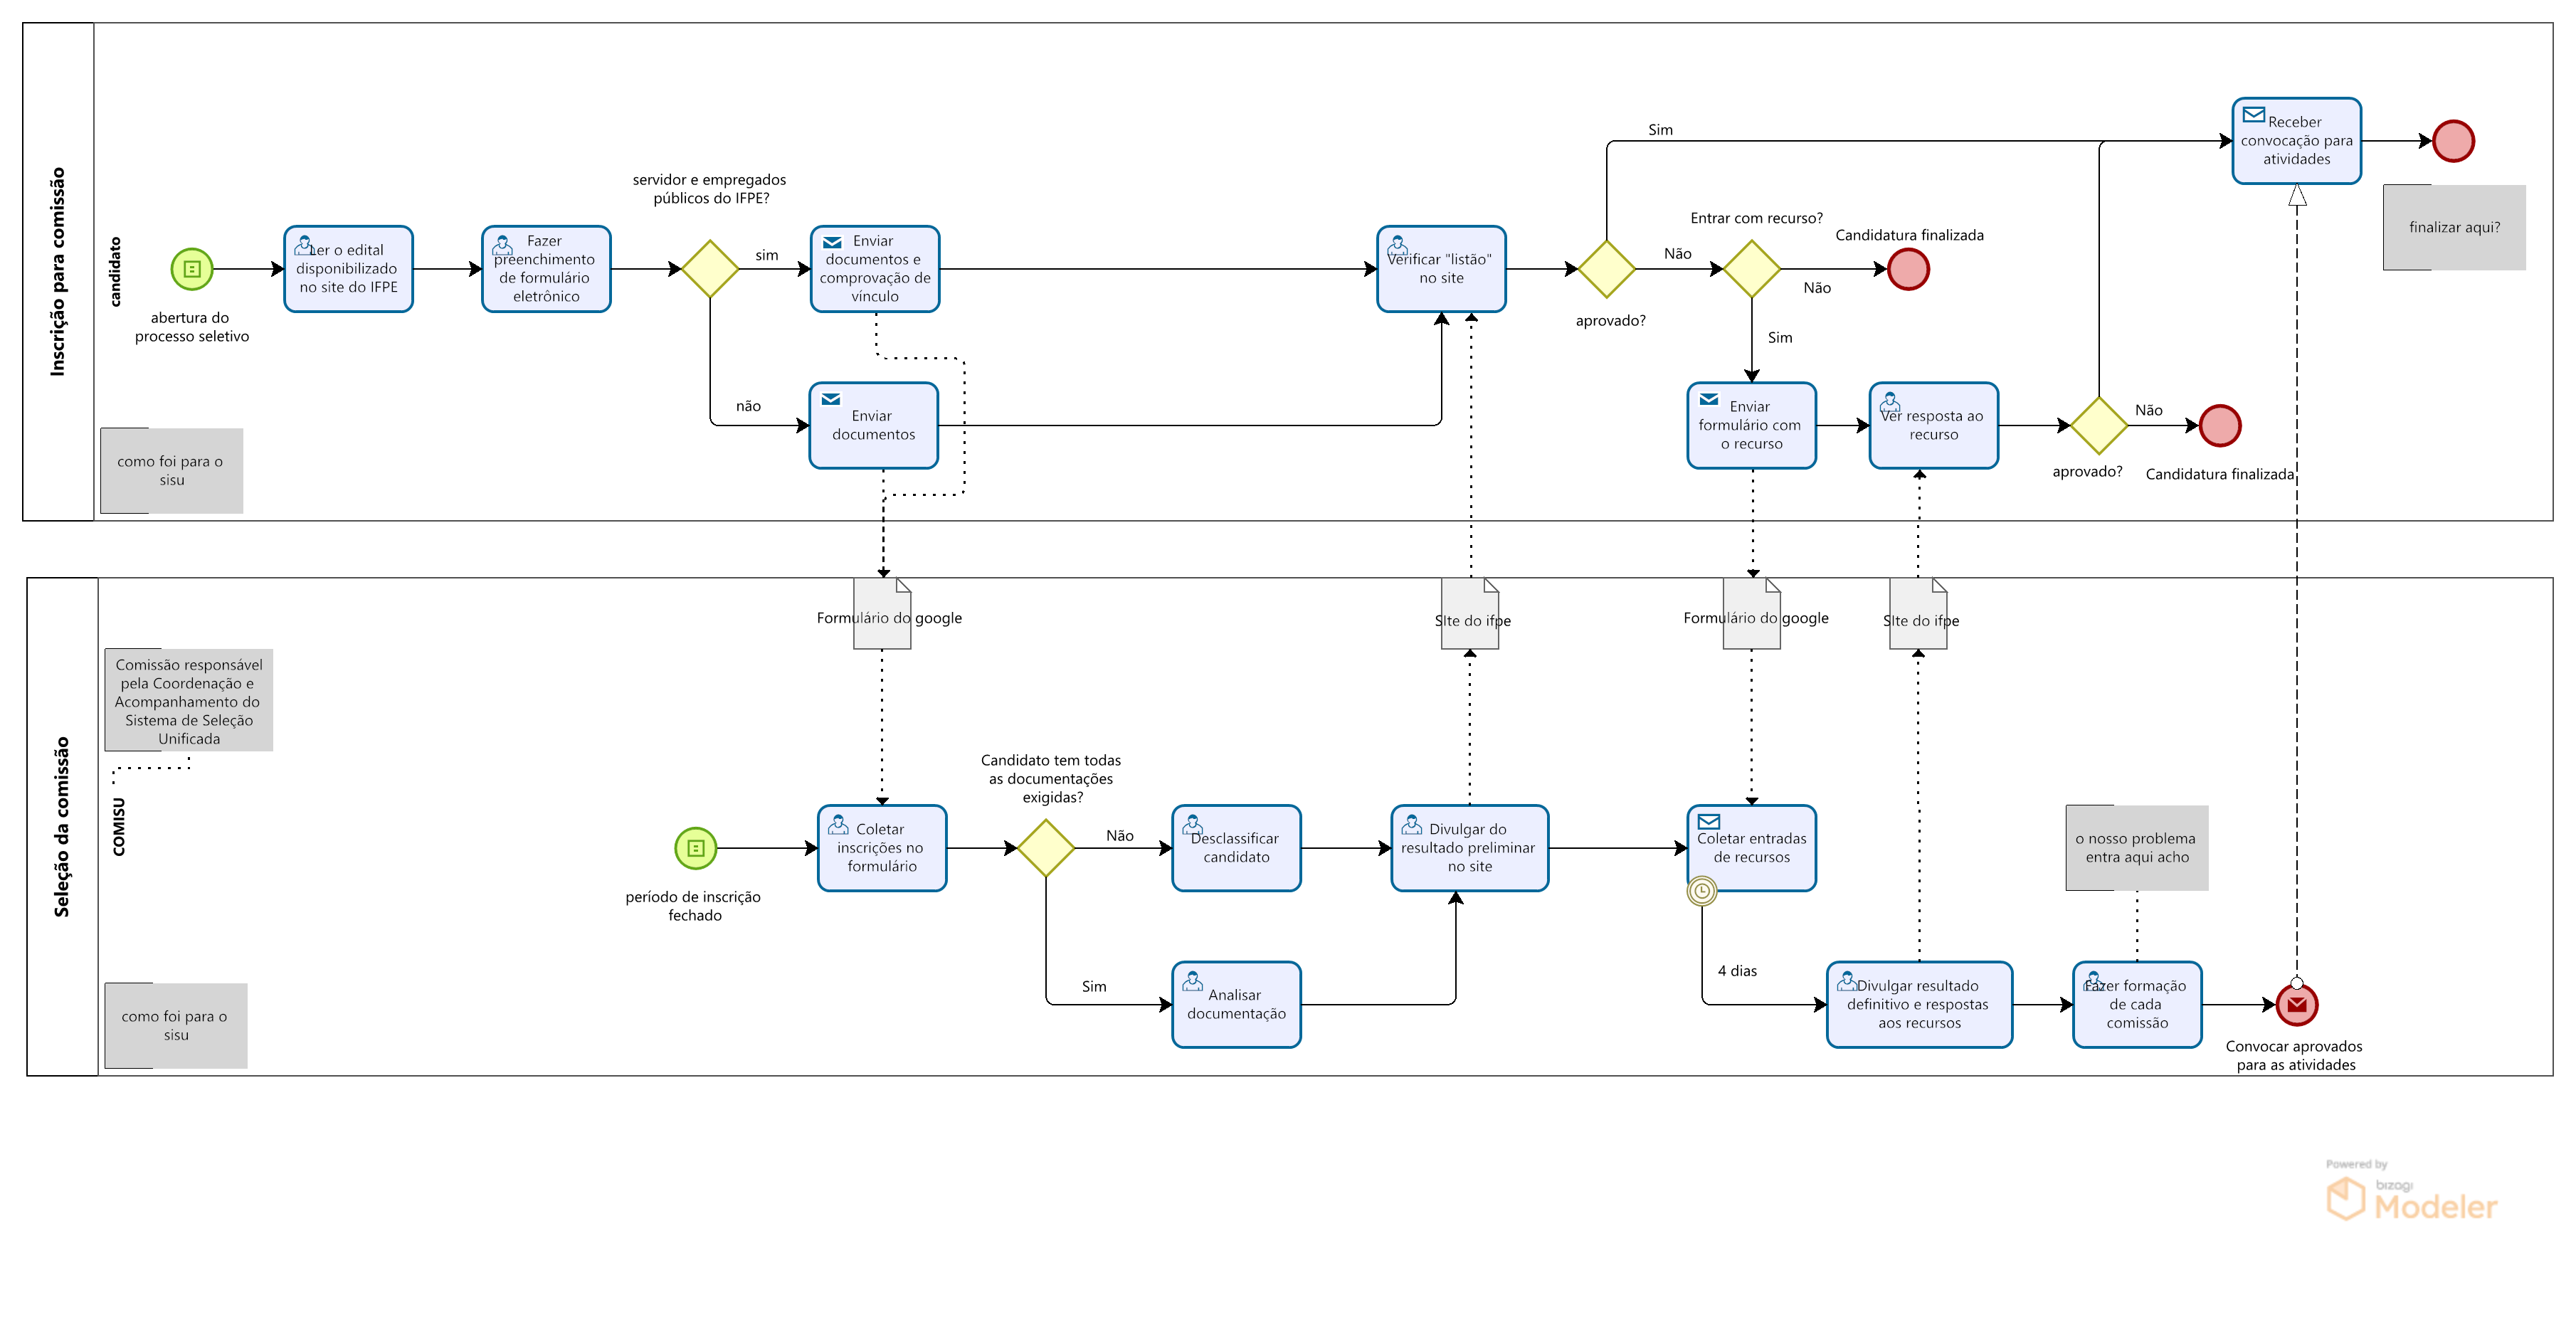 Inscrição para comissão
candidato
abertura do
processo seletivo
Ler o edital
disponibilizado
no site do IFPE
Fazer
preenchimento
de formulário
eletrônico
servidor e empregados
públicos do IFPE?
sim
não
Enviar
documentos e
comprovação de
vínculo
Enviar
documentos
Verificar "listão"
no site
aprovado?
Sim
Não
Entrar com recurso?
Candidatura finalizada
Não
Sim
Enviar
formulário com
o recurso
Ver resposta ao
recurso
aprovado?
Não
Candidatura finalizada
Receber
convocação para
atividades
finalizar aqui?
como foi para o
sisu
Seleção da comissão
COMISU
Comissão responsável
pela Coordenação e
Acompanhamento do
Sistema de Seleção
Unificada
Formulário do google
SIte do ifpe
Formulário do google
SIte do ifpe
período de inscrição
fechado
Coletar
inscrições no
formulário
Candidato tem todas
as documentações
exigidas?
Não
Sim
Desclassificar
candidato
Analisar
documentação
Divulgar do
resultado preliminar
no site
Coletar entradas
de recursos
4 dias
Divulgar resultado
definitivo e respostas
aos recursos
o nosso problema
entra aqui acho
Fazer formação
de cada
comissão
Convocar aprovados
para as atividades
como foi para o
sisu
Powered by
bizagi
Modeler